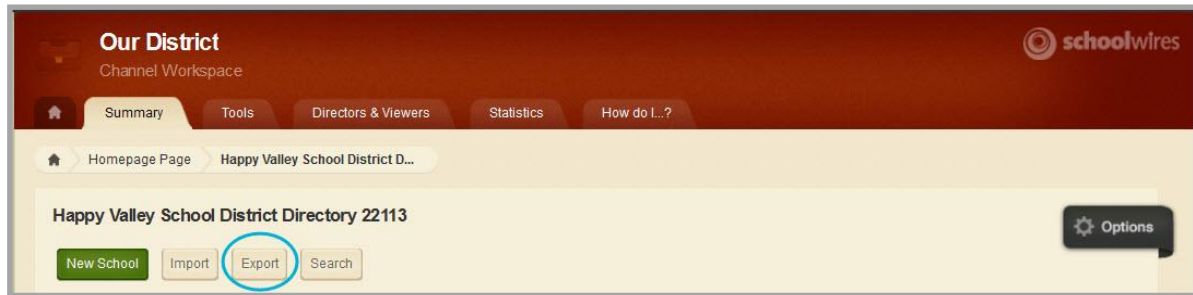 Our District
schoolwires
Channel Workspace
Summary Tools Directors & Viewers Statistics How do I...?
Homepage Page Happy Valley School District D...
Happy Valley School District Directory 22113
Options
New School Import Export Search